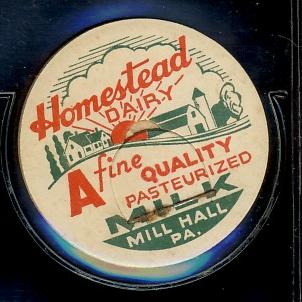 Homestead
DAIRY
A fine QUALITY
PASTEURIZED
MILK
MILL HALL
PA.